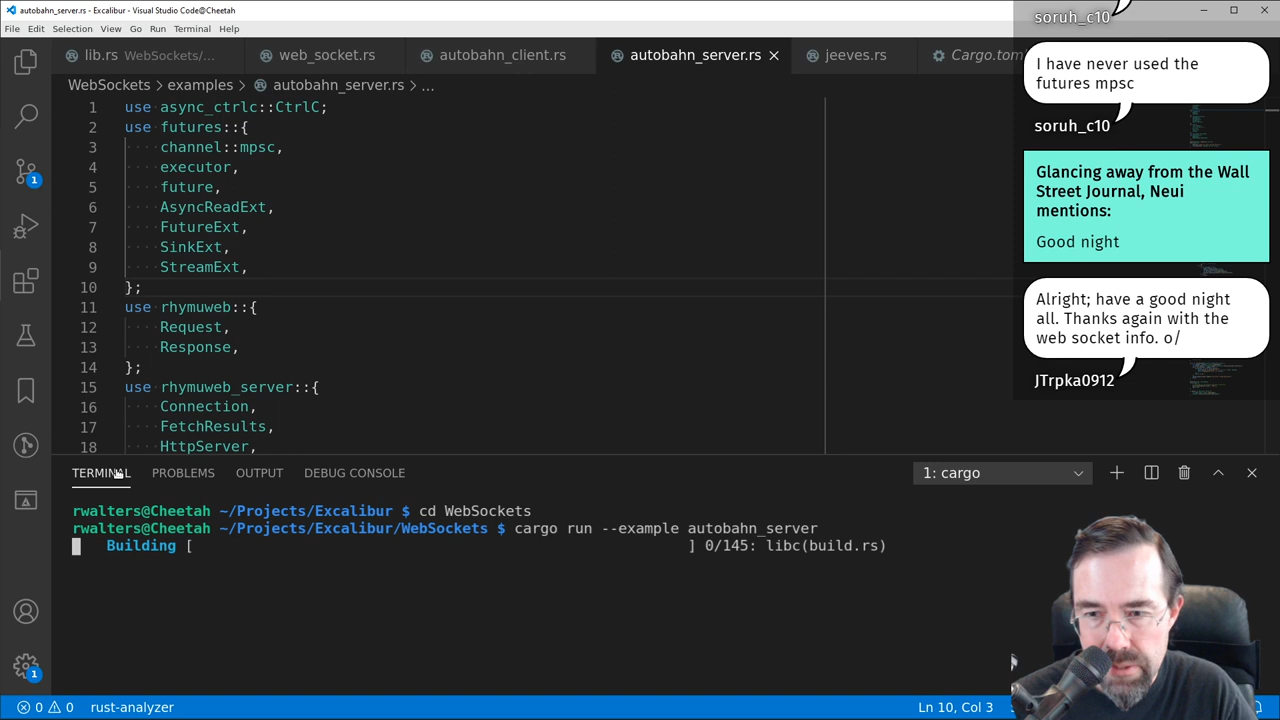 autobahn_server.rs - Excalibur - Visual Studio Code@Cheetah
File Edit Selection View Go Run Terminal Help
lib.rs WebSockets/... web_socket.rs autobahn_client.rs autobahn_server.rs jeeves.rs Cargo.tom
WebSockets > examples > autobahn_server.rs > ...
1 use async_ctrlc::CtrlC;
2 use futures::{
3 ····channel::mpsc,
4 ····executor,
5 ····future,
6 ····AsyncReadExt,
7 ····FutureExt,
8 ····SinkExt,
9 ····StreamExt,
10 };
11 use rhymuweb::{
12 ····Request,
13 ····Response,
14 };
15 use rhymuweb_server::{
16 ····Connection,
17 ····FetchResults,
18 ····HttpServer,
soruh_c10
I have never used the
futures mpsc
soruh_c10
Glancing away from the Wall
Street Journal, Neui
mentions:
Good night
Alright; have a good night
all. Thanks again with the
web socket info. o/
JTrpka0912
1
TERMINAL PROBLEMS OUTPUT DEBUG CONSOLE 1: cargo
rwalters@Cheetah ~/Projects/Excalibur $ cd WebSockets
rwalters@Cheetah ~/Projects/Excalibur/WebSockets $ cargo run --example autobahn_server
Building [ ] 0/145: libc(build.rs)
1
0 0 rust-analyzer Ln 10, Col 3